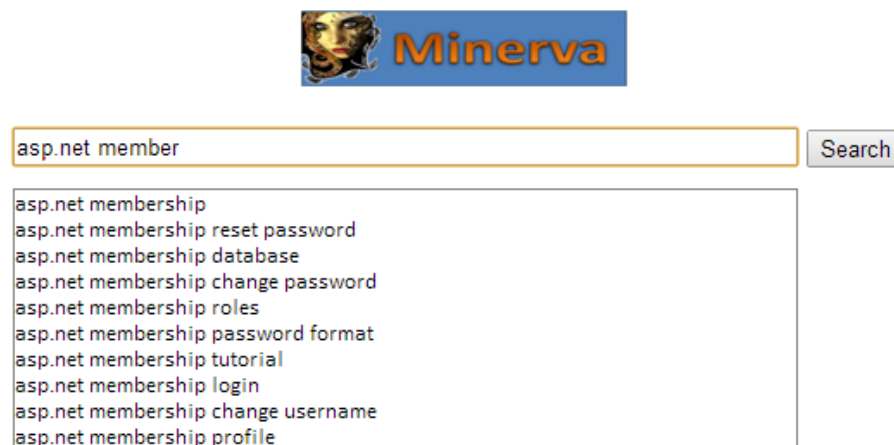 Minerva
asp.net member
Search
asp.net membership
asp.net membership reset password
asp.net membership database
asp.net membership change password
asp.net membership roles
asp.net membership password format
asp.net membership tutorial
asp.net membership login
asp.net membership change username
asp.net membership profile